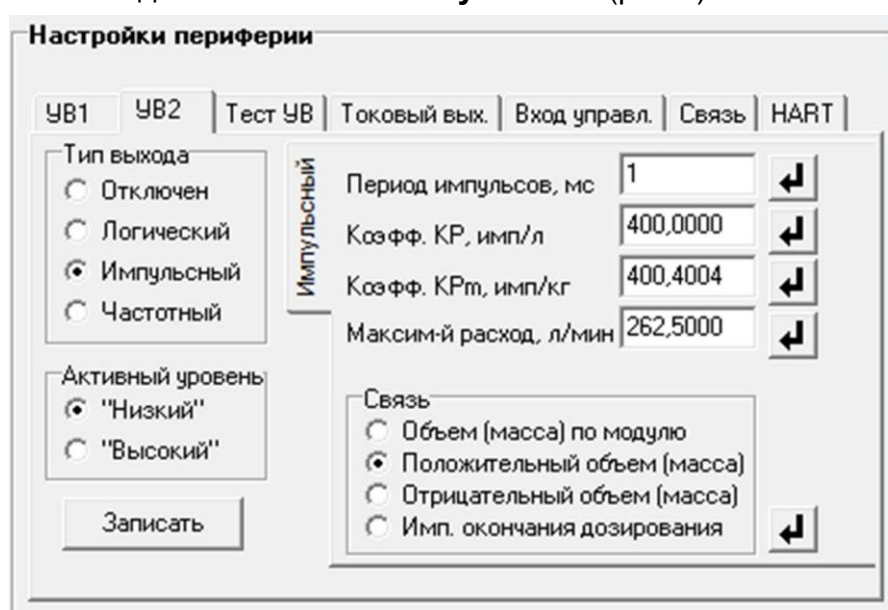 Настройки периферии
УВ1 УВ2 Тест УВ Токовый вых. Вход управл. Связь HART
Тип выхода
Отключен
Логический
Импульсный
Частотный
Активный уровень
"Низкий"
"Высокий"
Записать
Импульсный
Период импульсов, мс 1
Коэфф. КР, имп/л 400,0000
Коэфф. КРm, имп/кг 400,4004
Максим-й расход, л/мин 262,5000
Связь
Объем (масса) по модулю
Положительный объем (масса)
Отрицательный объем (масса)
Имп. окончания дозирования